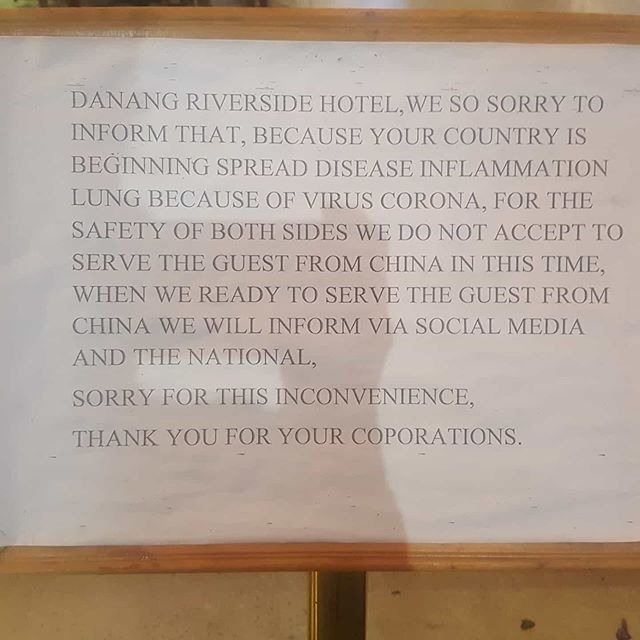 DANANG RIVERSIDE HOTEL,WE SO SORRY TO
INFORM THAT, BECAUSE YOUR COUNTRY IS
BEGINNING SPREAD DISEASE INFLAMMATION
LUNG BECAUSE OF VIRUS CORONA, FOR THE
SAFETY OF BOTH SIDES WE DO NOT ACCEPT TO
SERVE THE GUEST FROM CHINA IN THIS TIME,
WHEN WE READY TO SERVE THE GUEST FROM
CHINA WE WILL INFORM VIA SOCIAL MEDIA
AND THE NATIONAL,
SORRY FOR THIS INCONVENIENCE,
THANK YOU FOR YOUR COPORATIONS.